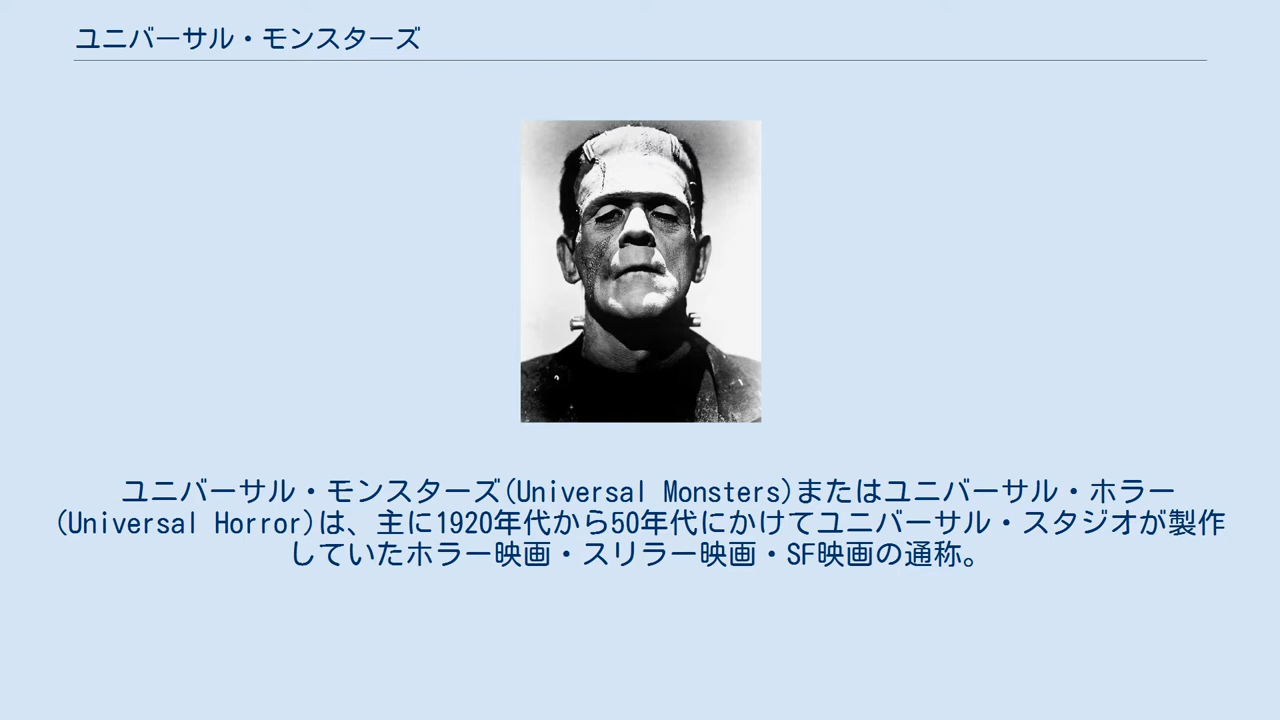 ユニバーサル・モンスターズ
ユニバーサル・モンスターズ(Universal Monsters)またはユニバーサル・ホラー
(Universal Horror)は、主に1920年代から50年代にかけてユニバーサル・スタジオが製作
していたホラー映画・スリラー映画・SF映画の通称。